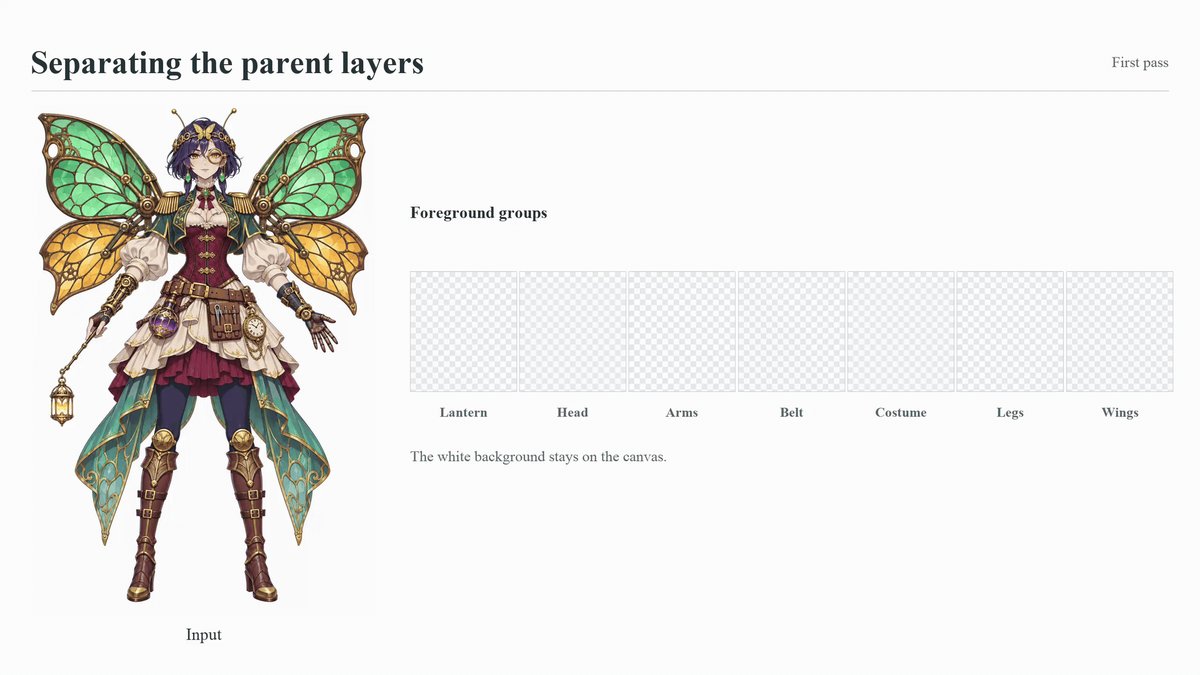 Separating the parent layers
First pass
Foreground groups
Lantern Head Arms Belt Costume Legs Wings
The white background stays on the canvas.
Input